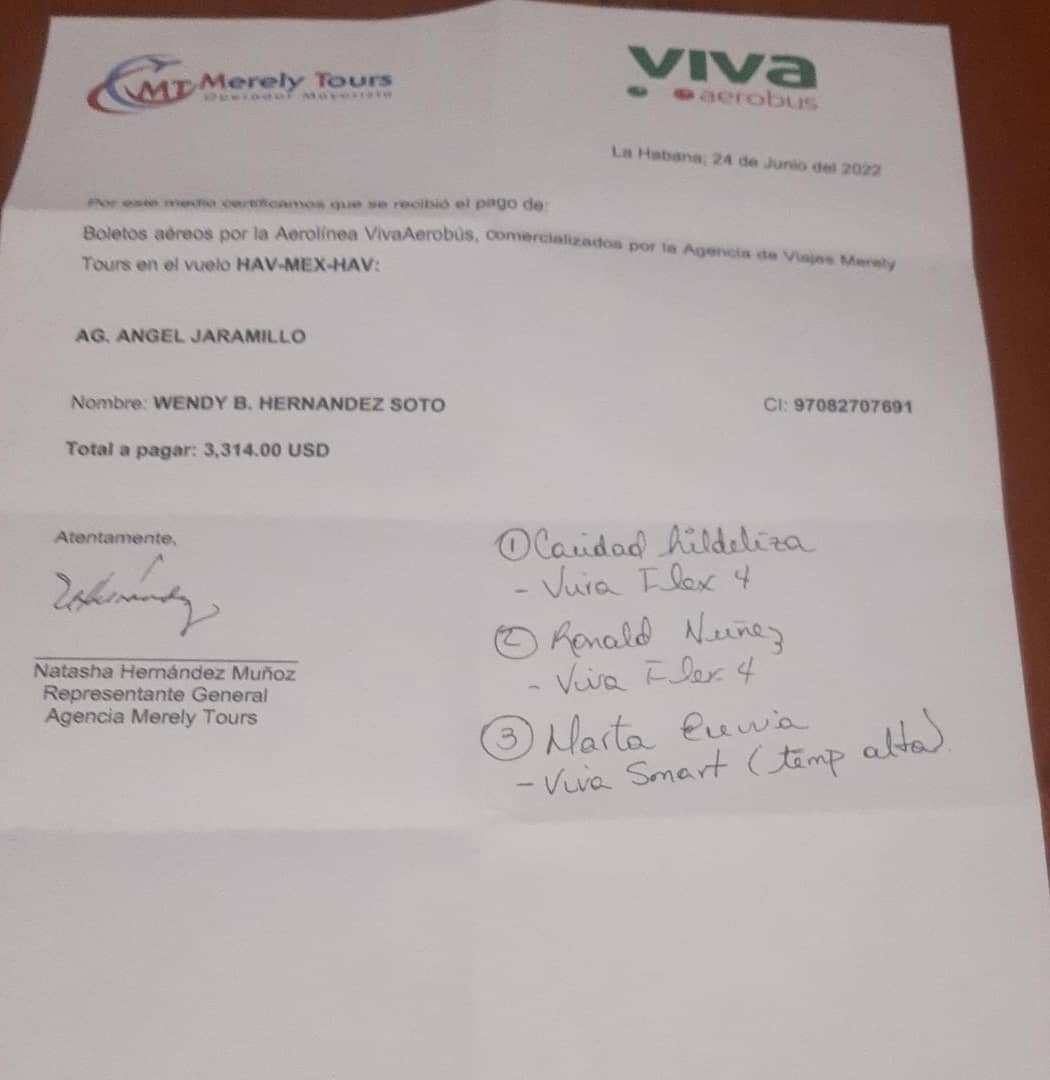 MT Merely Tours
Operador Mayorista
VIVA
aerobus
La Habana; 24 de Junio del 2022
Por este medio certificamos que se recibió el pago de:
Boletos aéreos por la Aerolínea VivaAerobús, comercializados por la Agencia de Viajes Merely
Tours en el vuelo HAV-MEX-HAV:
AG. ANGEL JARAMILLO
Nombre: WENDY B. HERNANDEZ SOTO CI: 97082707691
Total a pagar: 3,314.00 USD
Atentamente,
Natasha Hernández Muñoz
Representante General
Agencia Merely Tours
① Caridad hildeliza
- Viva Flex 4
② Ronald Nuñez
- Viva Flex 4
③ Marta
- Viva Smart (temp alta).